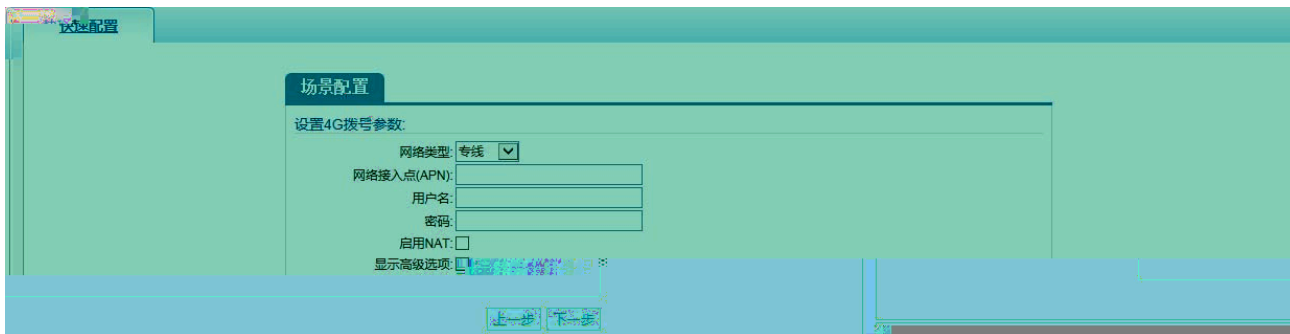 快速配置
场景配置
设置4G拨号参数:
网络类型: 专线
网络接入点(APN):
用户名:
密码:
启用NAT:
显示高级选项:
上一步 下一步